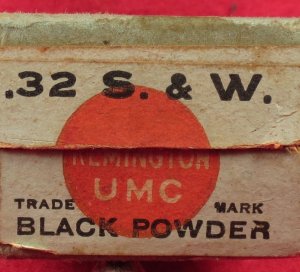 .32 S. & W.
REMINGTON
UMC
TRADE MARK
BLACK POWDER